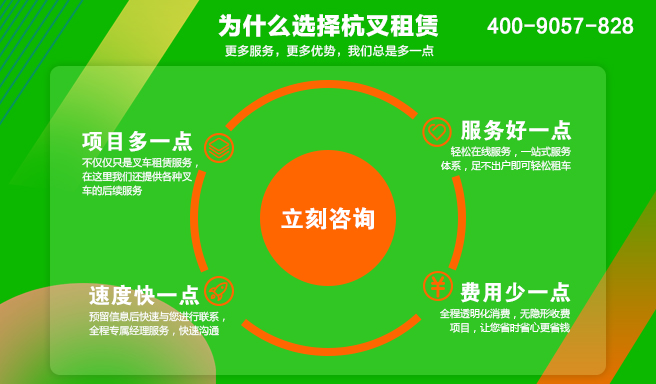 为什么选择杭叉租赁
400-9057-828
更多服务，更多优势，我们总是多一点
项目多一点
不仅仅只是叉车租赁服务，
在这里我们还提供各种叉
车的后续服务
服务好一点
轻松在线服务，一站式服务
体系，足不出户即可轻松租车
立刻咨询
速度快一点
预留信息后快速与您进行联系，
全程专属经理服务，快速沟通
费用少一点
全程透明化消费，无隐形收费
项目，让您省时省心更省钱